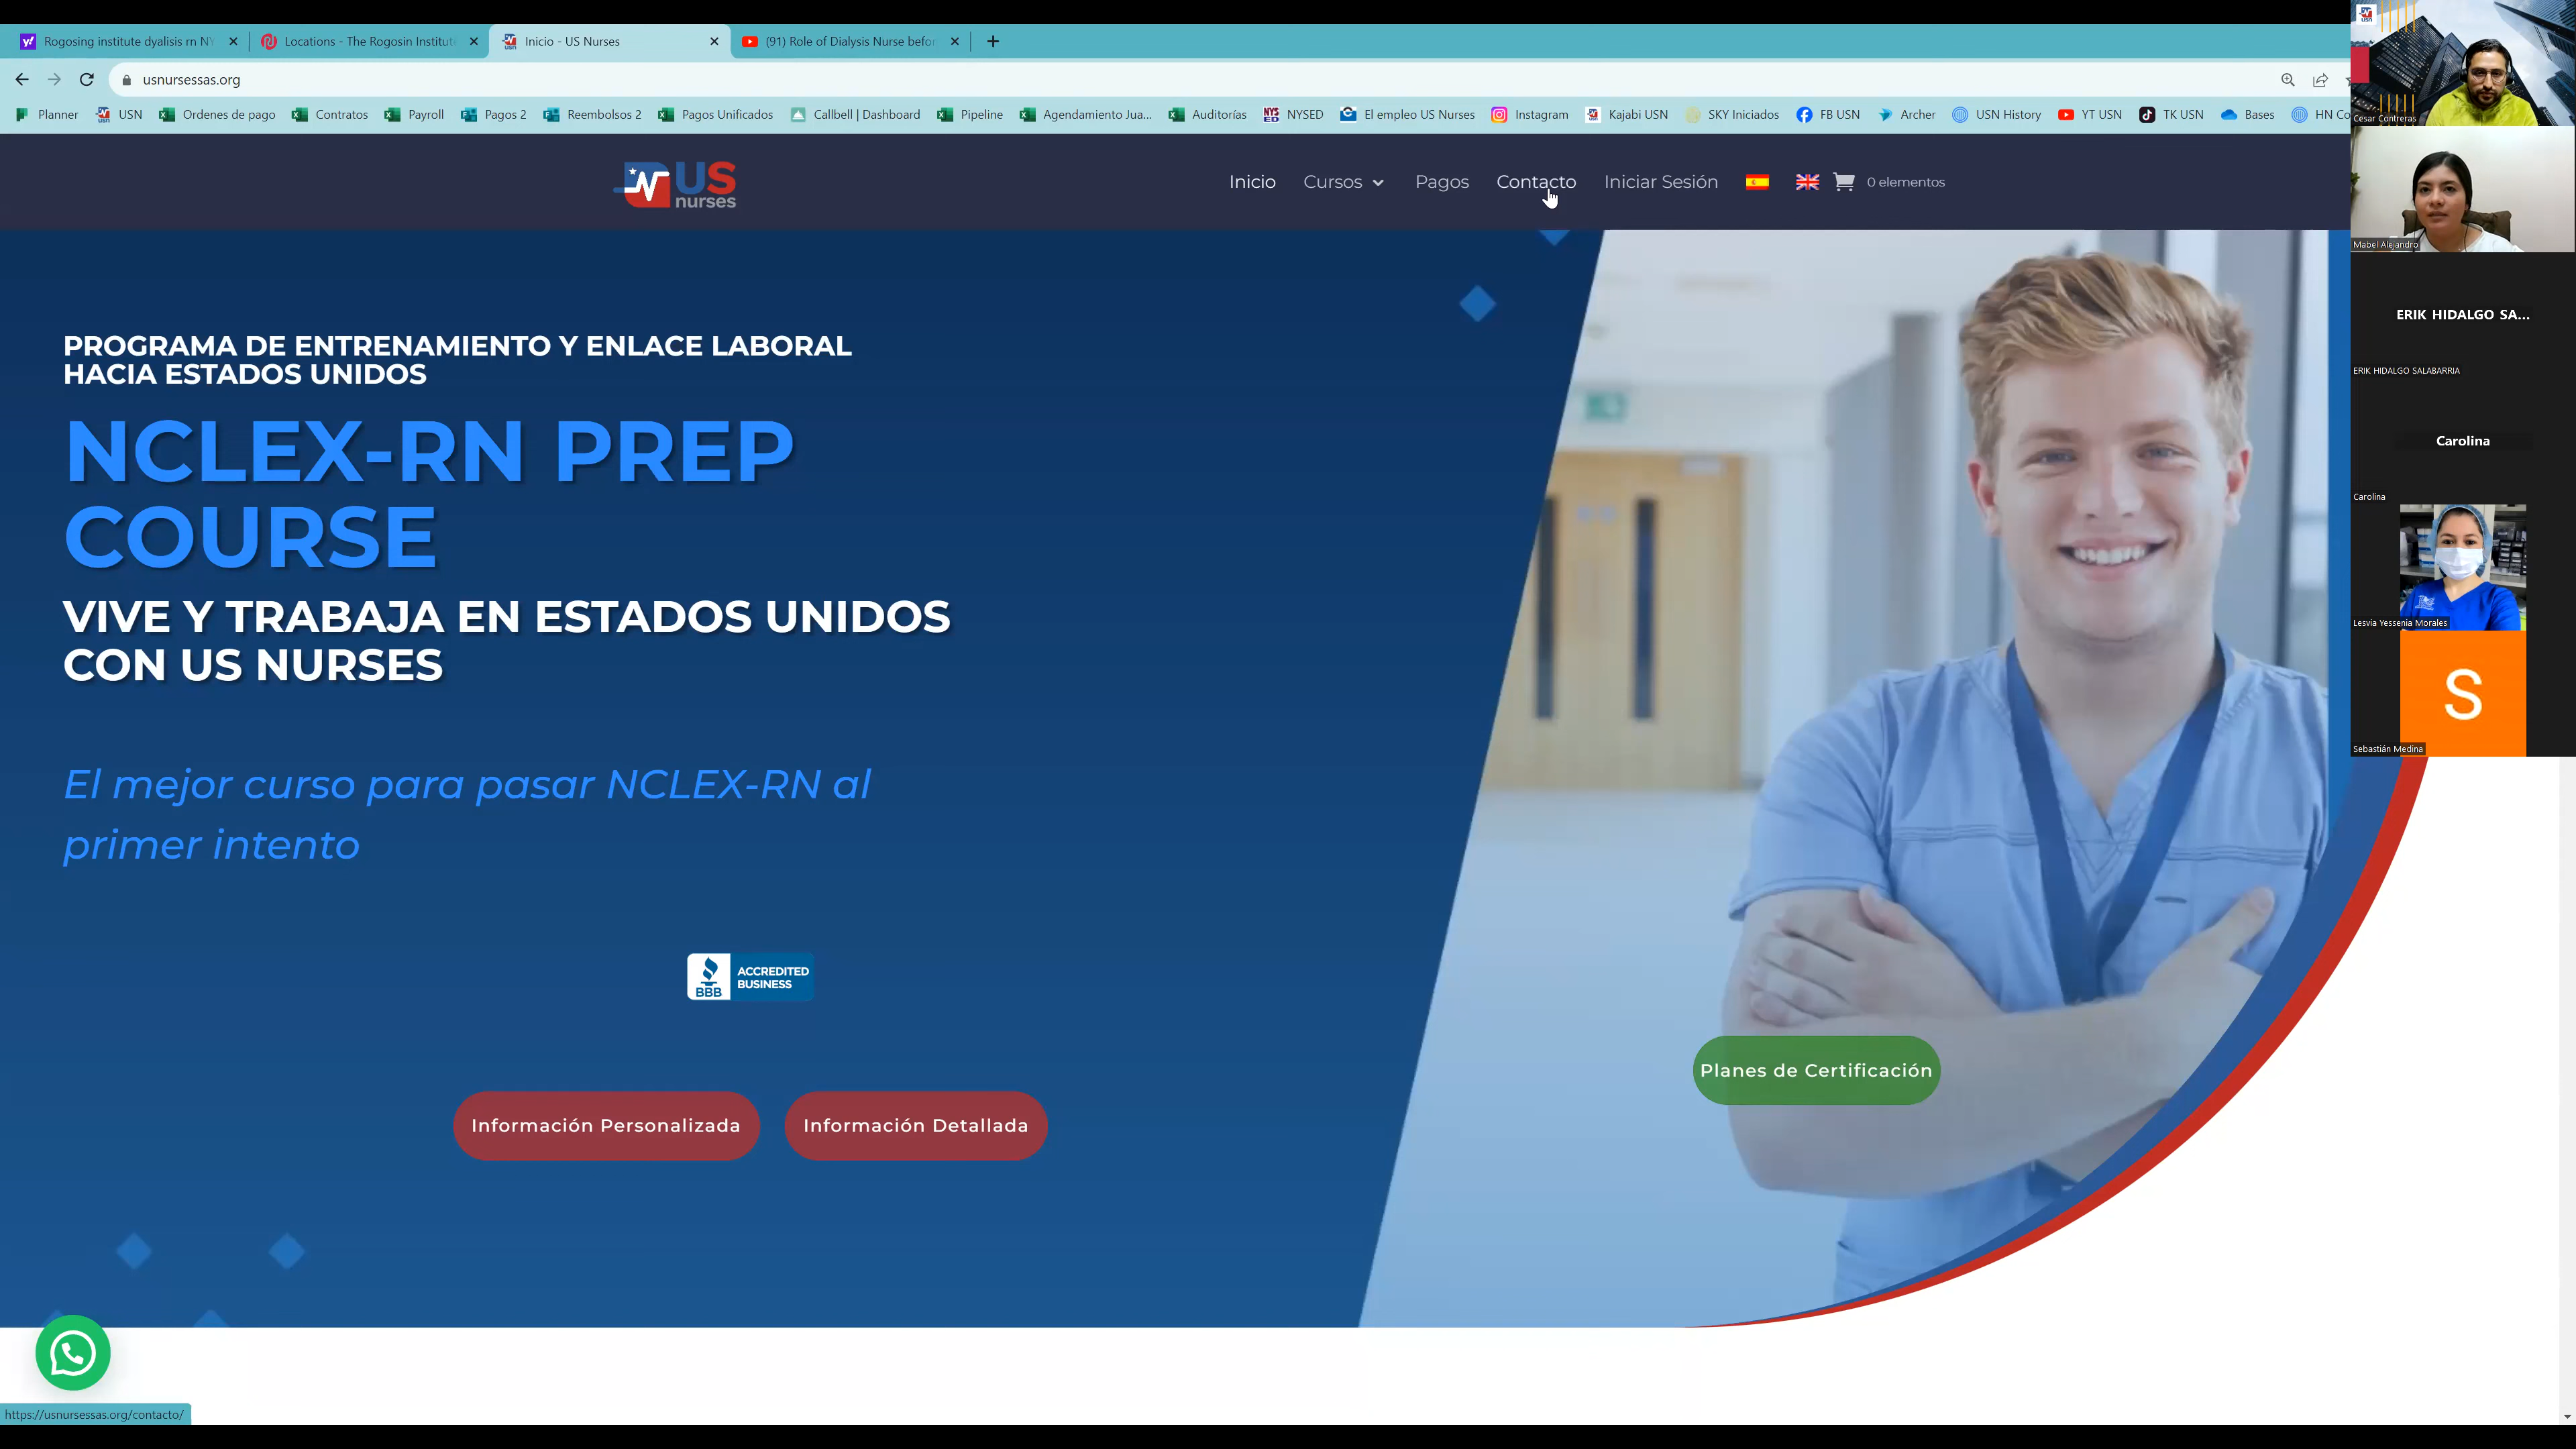 Rogosing institute dyalisis rn NY
Locations - The Rogosin Institute
Inicio - US Nurses
(91) Role of Dialysis Nurse befor
usnursessas.org
Planner
USN
Ordenes de pago
Contratos
Payroll
Pagos 2
Reembolsos 2
Pagos Unificados
Callbell | Dashboard
Pipeline
Agendamiento Jua...
Auditorías
NYSED
El empleo US Nurses
Instagram
Kajabi USN
SKY Iniciados
FB USN
Archer
USN History
YT USN
TK USN
Bases
HN Co
US
nurses
Inicio
Cursos
Pagos
Contacto
Iniciar Sesión
0 elementos
PROGRAMA DE ENTRENAMIENTO Y ENLACE LABORAL
HACIA ESTADOS UNIDOS
NCLEX-RN PREP
COURSE
VIVE Y TRABAJA EN ESTADOS UNIDOS
CON US NURSES
El mejor curso para pasar NCLEX-RN al
primer intento
BBB
ACCREDITED
BUSINESS
Información Personalizada
Información Detallada
Planes de Certificación
https://usnursessas.org/contacto/
Cesar Contreras
Mabel Alejandro
ERIK HIDALGO SA...
ERIK HIDALGO SALABARRIA
Carolina
Carolina
Lesvia Yessenia Morales
S
Sebastián Medina